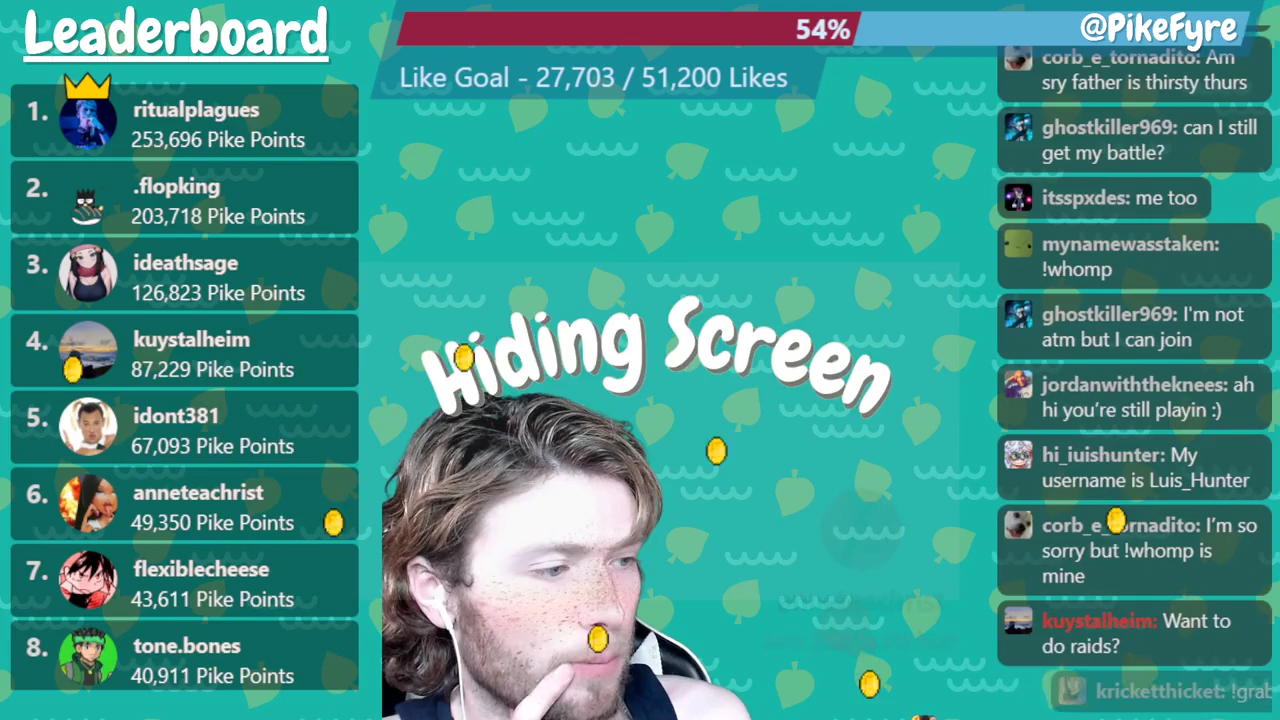 Leaderboard
1. ritualplagues
253,696 Pike Points
2. .flopking
203,718 Pike Points
3. ideathsage
126,823 Pike Points
4. kuystalheim
87,229 Pike Points
5. idont381
67,093 Pike Points
6. anneteachrist
49,350 Pike Points
7. flexiblecheese
43,611 Pike Points
8. tone.bones
40,911 Pike Points
54%
Like Goal - 27,703 / 51,200 Likes
Hiding Screen
@PikeFyre
corb_e_tornadito: Am
sry father is thirsty thurs
ghostkiller969: can I still
get my battle?
itsspxdes: me too
mynamewasstaken:
!whomp
ghostkiller969: I'm not
atm but I can join
jordanwiththeknees: ah
hi you're still playin :)
hi_iuishunter: My
username is Luis_Hunter
corb_e_tornadito: I'm so
sorry but !whomp is
mine
kuystalheim: Want to
do raids?
kricketthicket: !grab